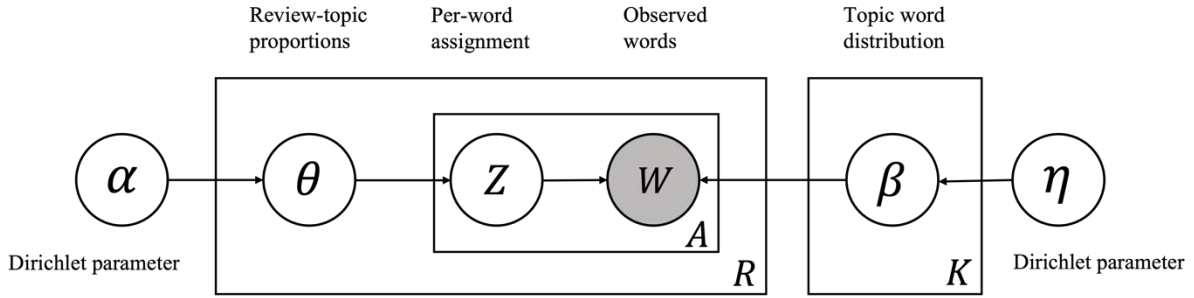 Review-topic
proportions
Per-word
assignment
Observed
words
Topic word
distribution
α
θ
Z
W
β
η
A
R
K
Dirichlet parameter
Dirichlet parameter